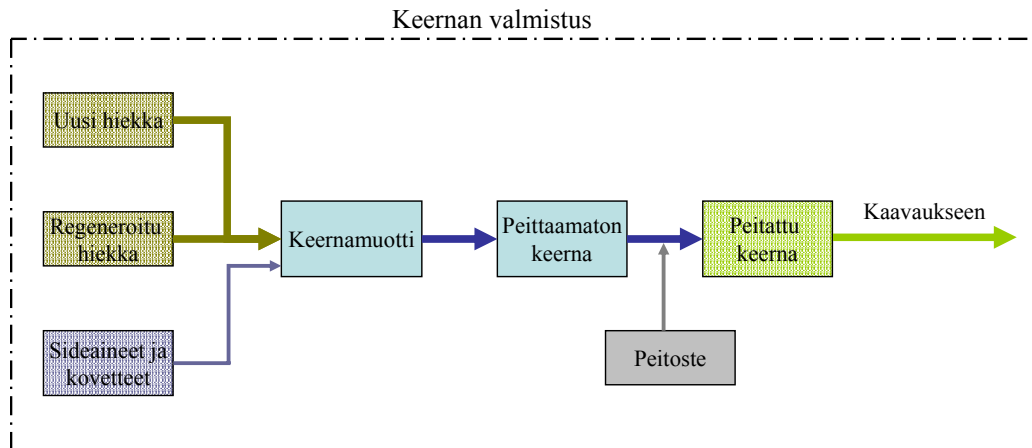 Keernan valmistus
Uusi hiekka
Regeneroitu
hiekka
Sideaineet ja
kovetteet
Keernamuotti
Peittaamaton
keerna
Peitoste
Peitattu
keerna
Kaavaukseen